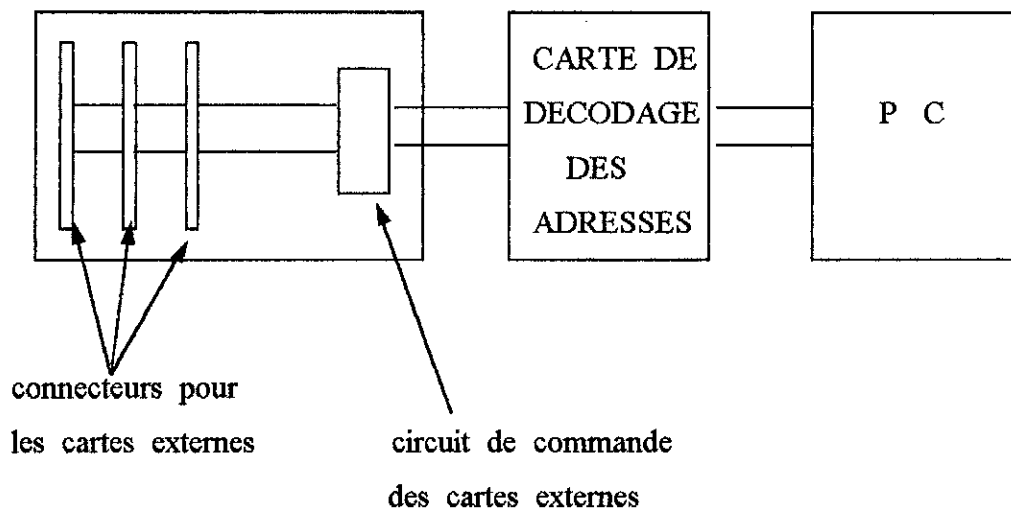 CARTE DE
DECODAGE
DES
ADRESSES
P C
connecteurs pour
les cartes externes
circuit de commande
des cartes externes